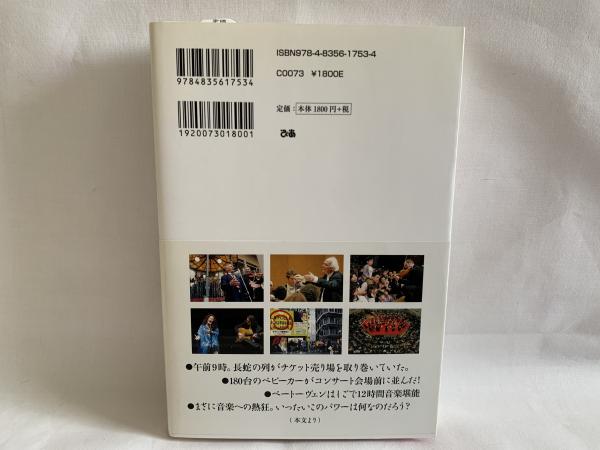 ISBN978-4-8356-1753-4
C0073 ¥1800E
9784835617534
定価：本体1800円+税
ぴあ
1920073018001
●午前9時。長蛇の列がチケット売り場を取り巻いていた。
●180台のベビーカーがコンサート会場前に並んだ!
●ベートーヴェンいちごで12時間音楽堪能
●まさに音楽への熱狂。いったいこのパワーは何なのだろう?
（本文より）